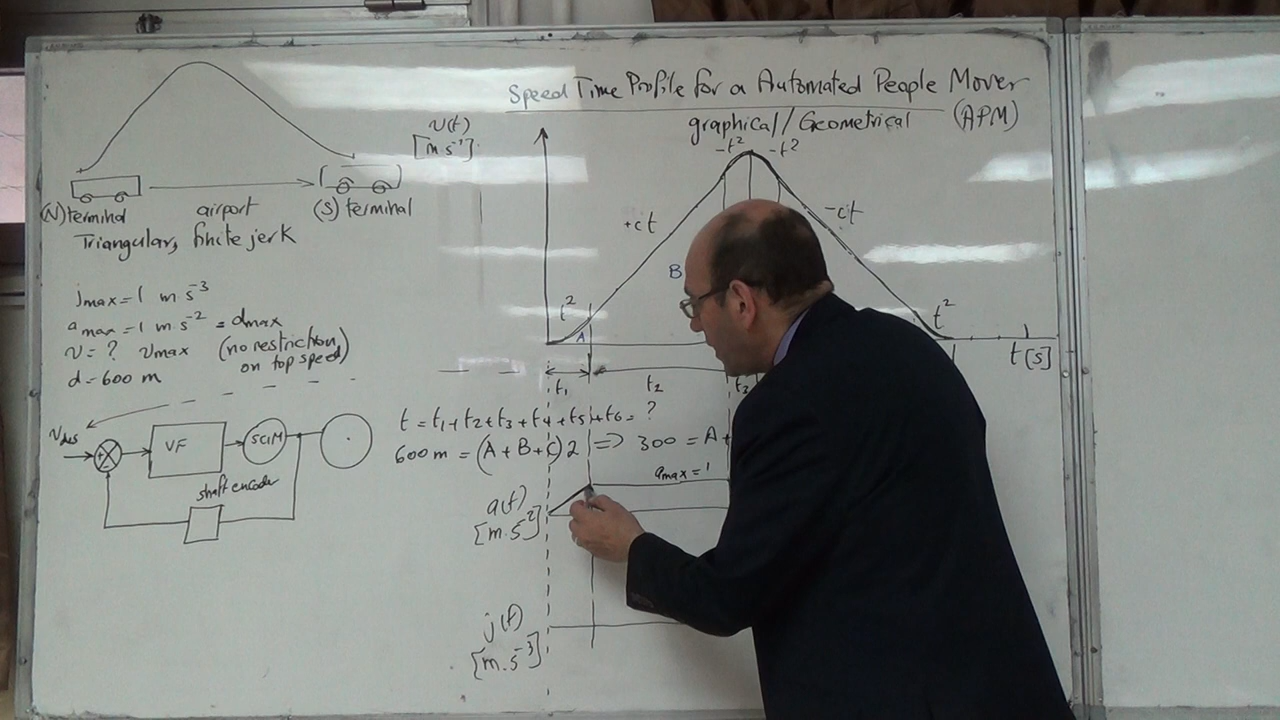 Speed Time Profile for a Automated People Mover
(APM)
graphical/Geometrical
v(t)
[m s⁻¹]
-t² -t²
+ct
-ct
B
t²
A
t²
t[s]
t₁
t₂
t₃
(N) terminal
airport
(S) terminal
Triangular, finite jerk
jmax = 1 m s⁻³
amax = 1 m s⁻² = dmax
v = ? vmax (no restriction
on top speed)
d = 600 m
t = t₁+t₂+t₃+t₄+t₅+t₆ = ?
600 m = (A+B+C)2 => 300 = A+
Vdes
+
-
VF
SCIM
shaft encoder
amax = 1
a(t)
[m.s⁻²]
j(t)
[m.s⁻³]